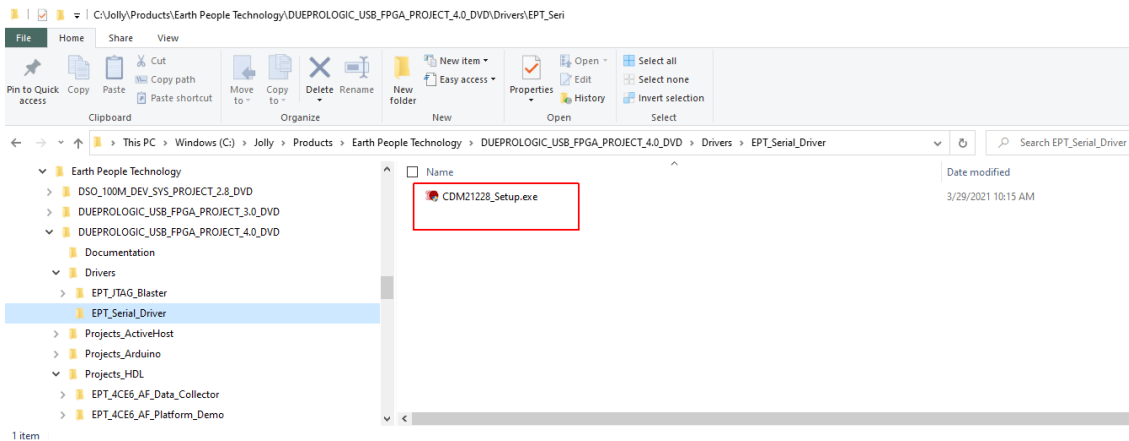 C:\Jolly\Products\Earth People Technology\DUEPROLOGIC_USB_FPGA_PROJECT_4.0_DVD\Drivers\EPT_Seri
File Home Share View
Pin to Quick access
Copy
Paste
Cut
Copy path
Paste shortcut
Clipboard
Move to
Copy to
Delete
Rename
Organize
New folder
New item
Easy access
New
Properties
Open
Edit
History
Open
Select all
Select none
Invert selection
Select
This PC > Windows (C:) > Jolly > Products > Earth People Technology > DUEPROLOGIC_USB_FPGA_PROJECT_4.0_DVD > Drivers > EPT_Serial_Driver
Search EPT_Serial_Driver
Earth People Technology
DSO_100M_DEV_SYS_PROJECT_2.8_DVD
DUEPROLOGIC_USB_FPGA_PROJECT_3.0_DVD
DUEPROLOGIC_USB_FPGA_PROJECT_4.0_DVD
Documentation
Drivers
EPT_JTAG_Blaster
EPT_Serial_Driver
Projects_ActiveHost
Projects_Arduino
Projects_HDL
EPT_4CE6_AF_Data_Collector
EPT_4CE6_AF_Platform_Demo
Name Date modified
CDM21228_Setup.exe 3/29/2021 10:15 AM
1 item